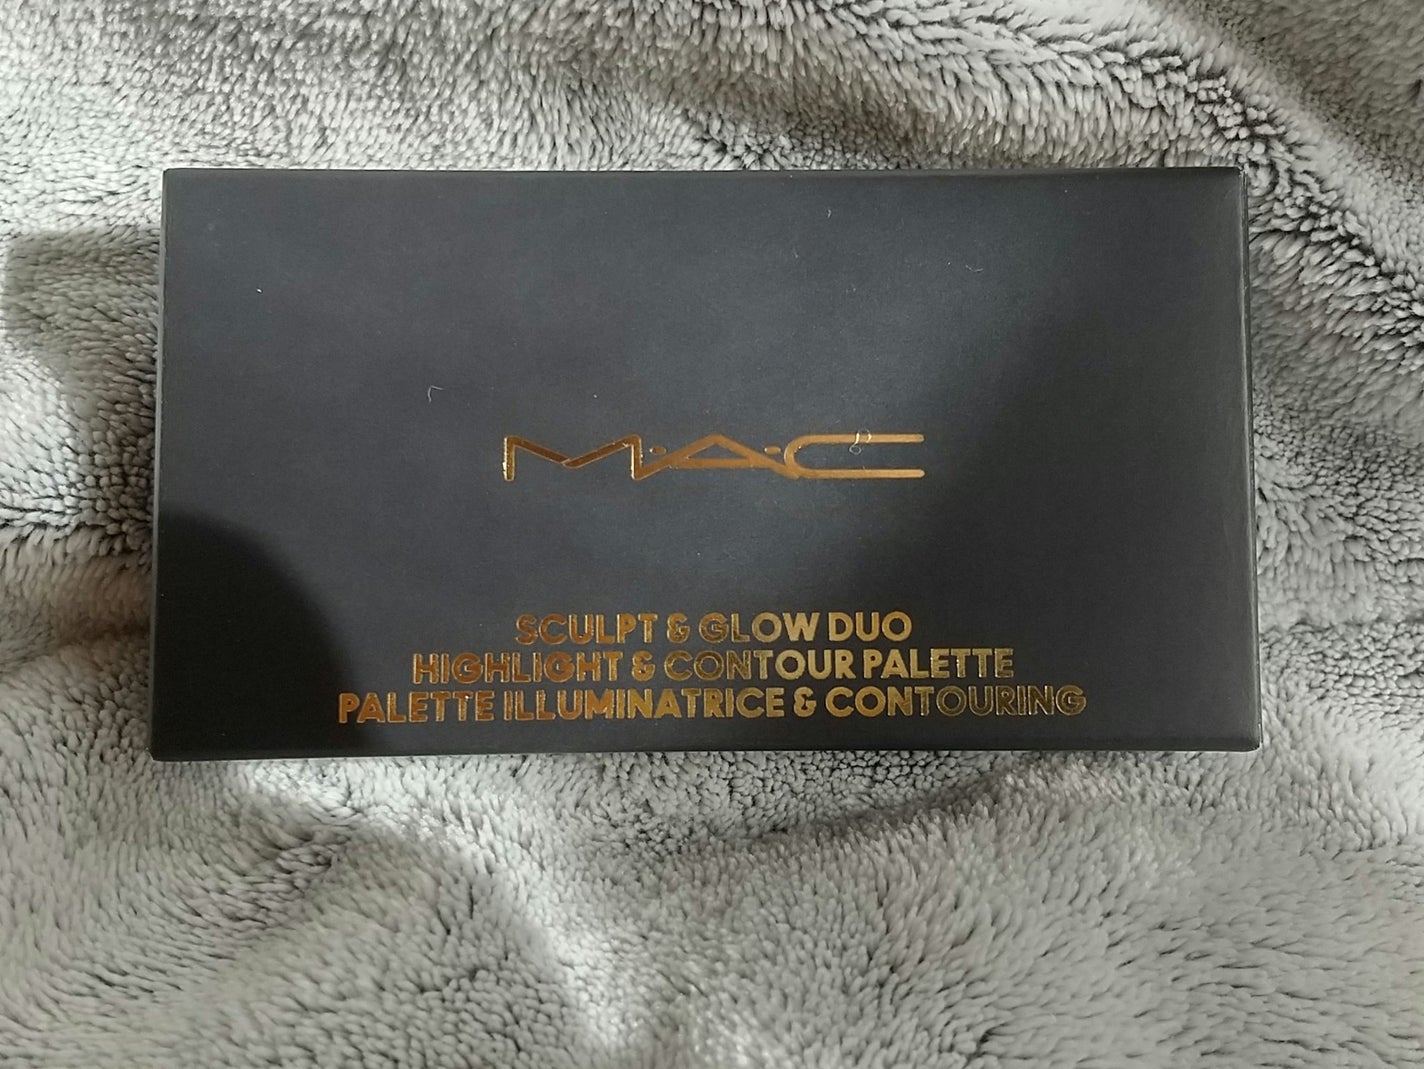 M·A·C
SCULPT & GLOW DUO
HIGHLIGHT & CONTOUR PALETTE
PALETTE ILLUMINATRICE & CONTOURING